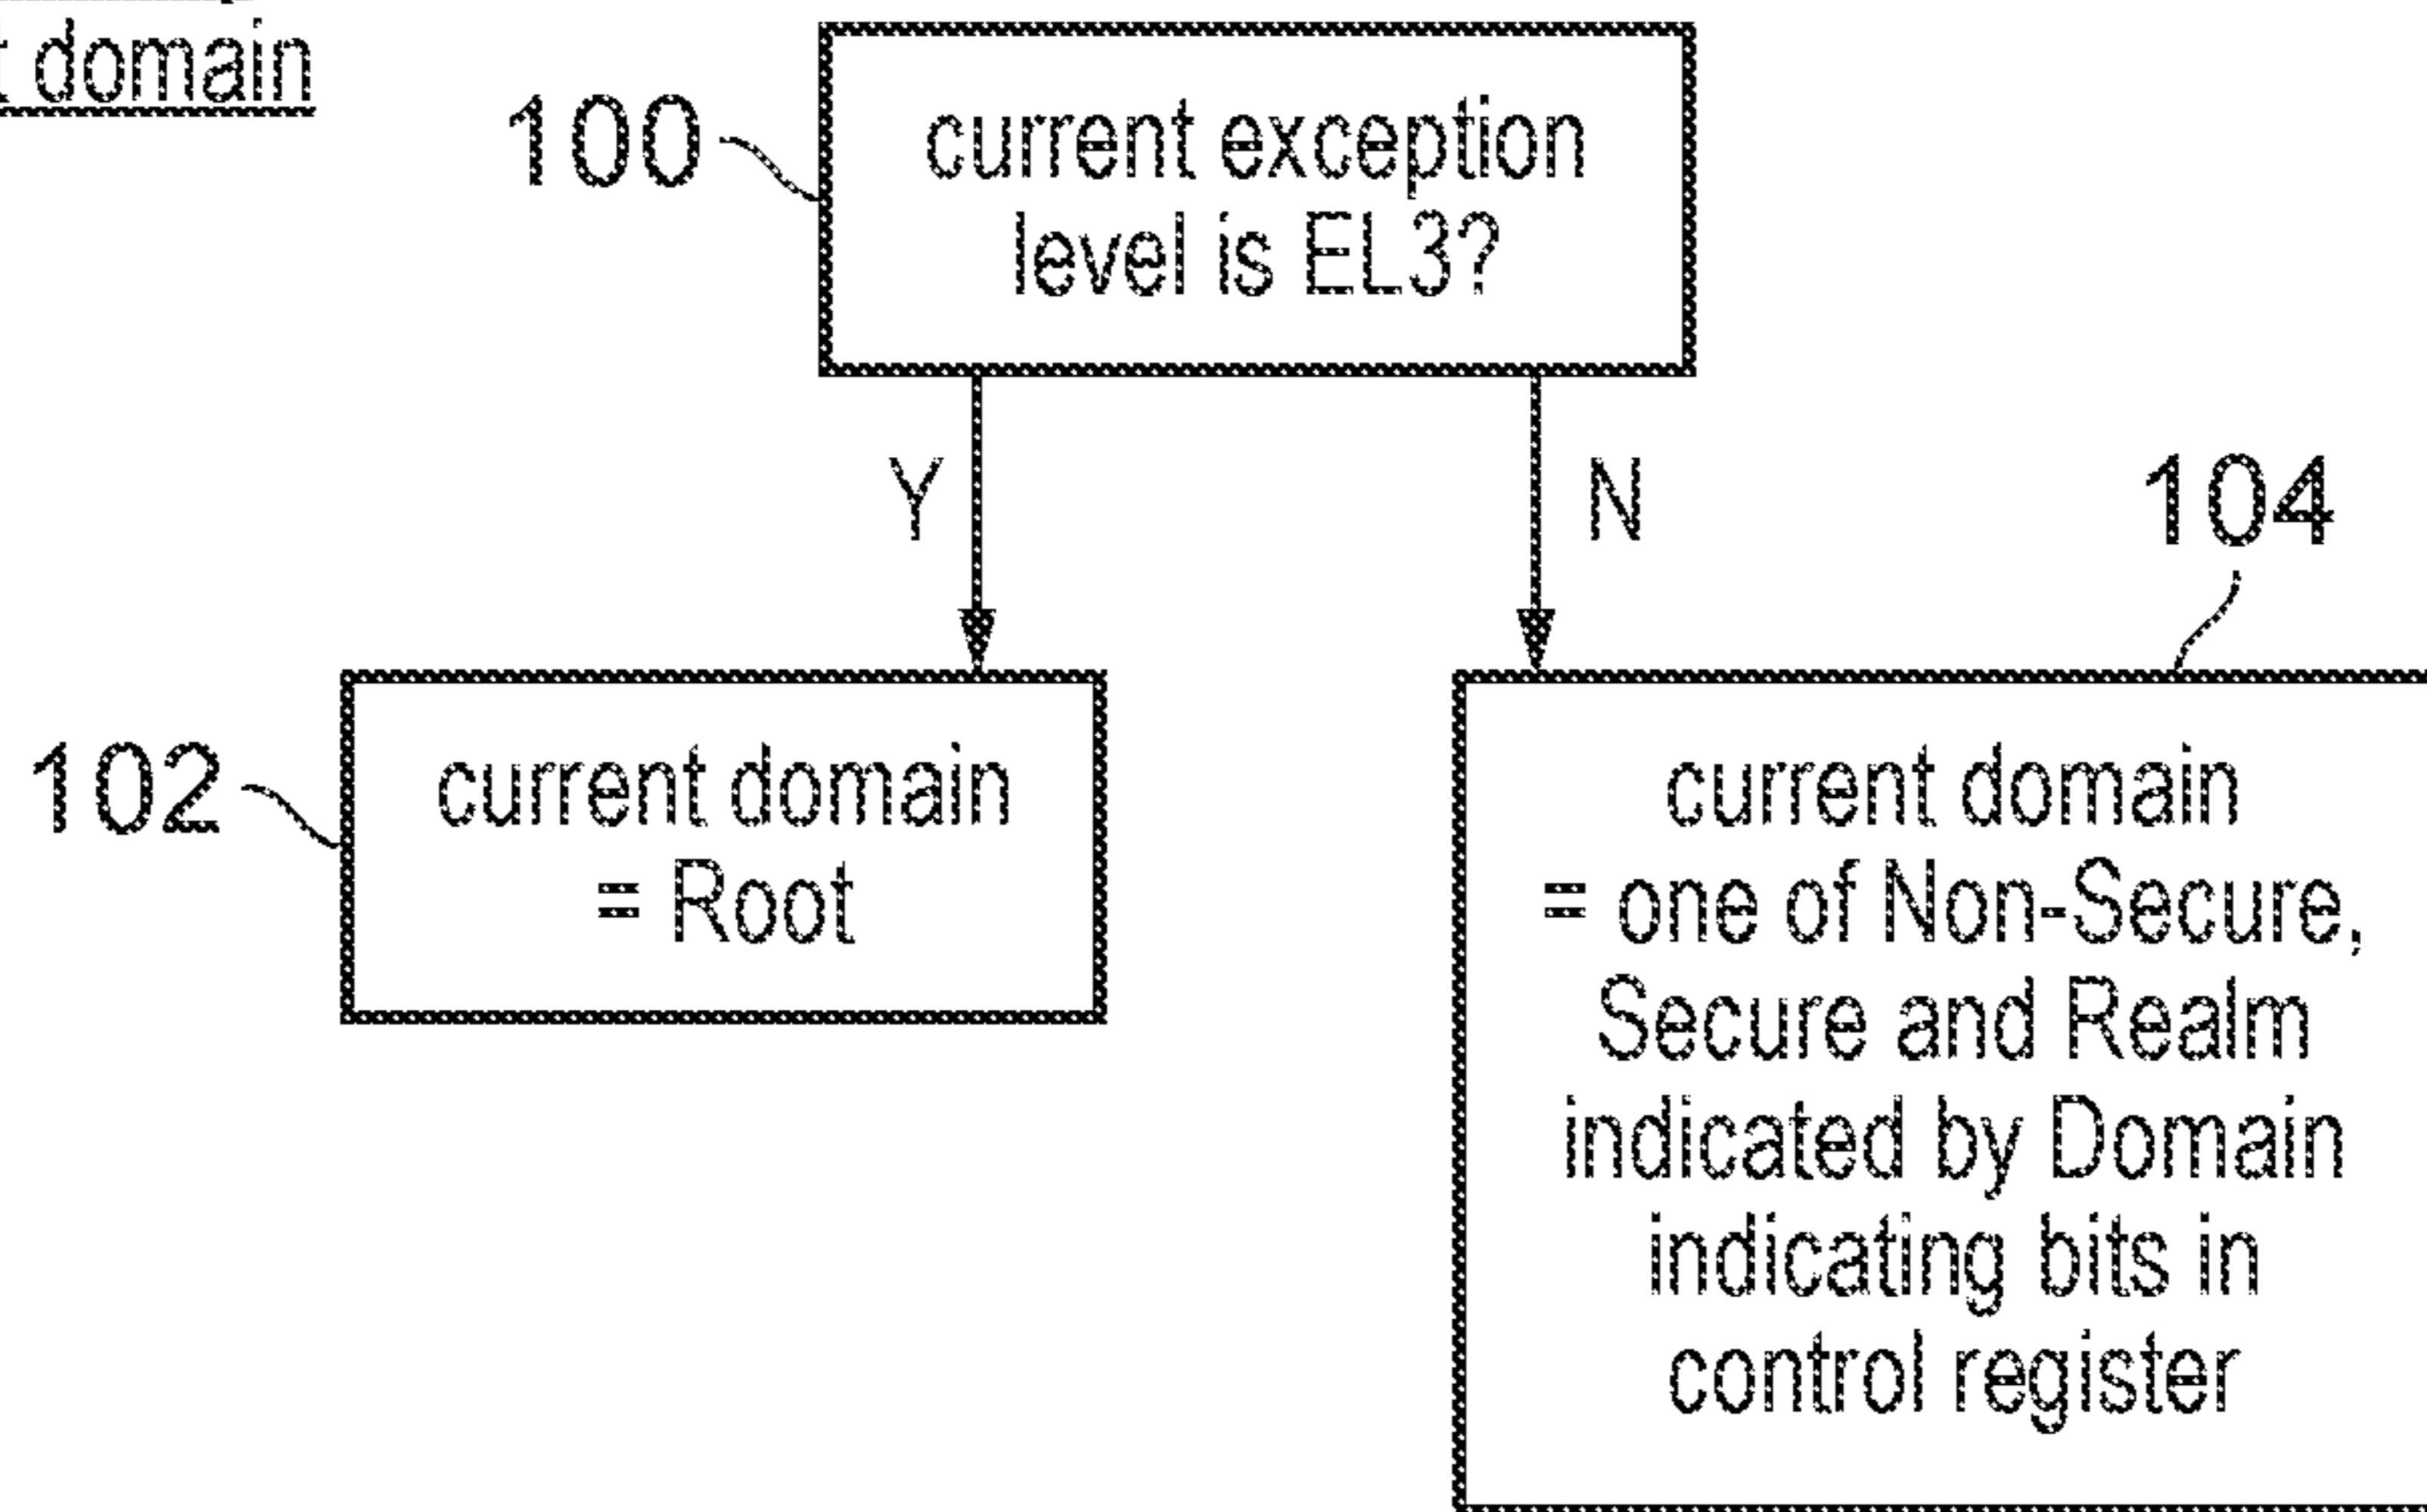 domain
100
current exception
level is EL3?
Y
N
104
102
current domain
= Root
current domain
= one of Non-Secure,
Secure and Realm
indicated by Domain
indicating bits in
control register